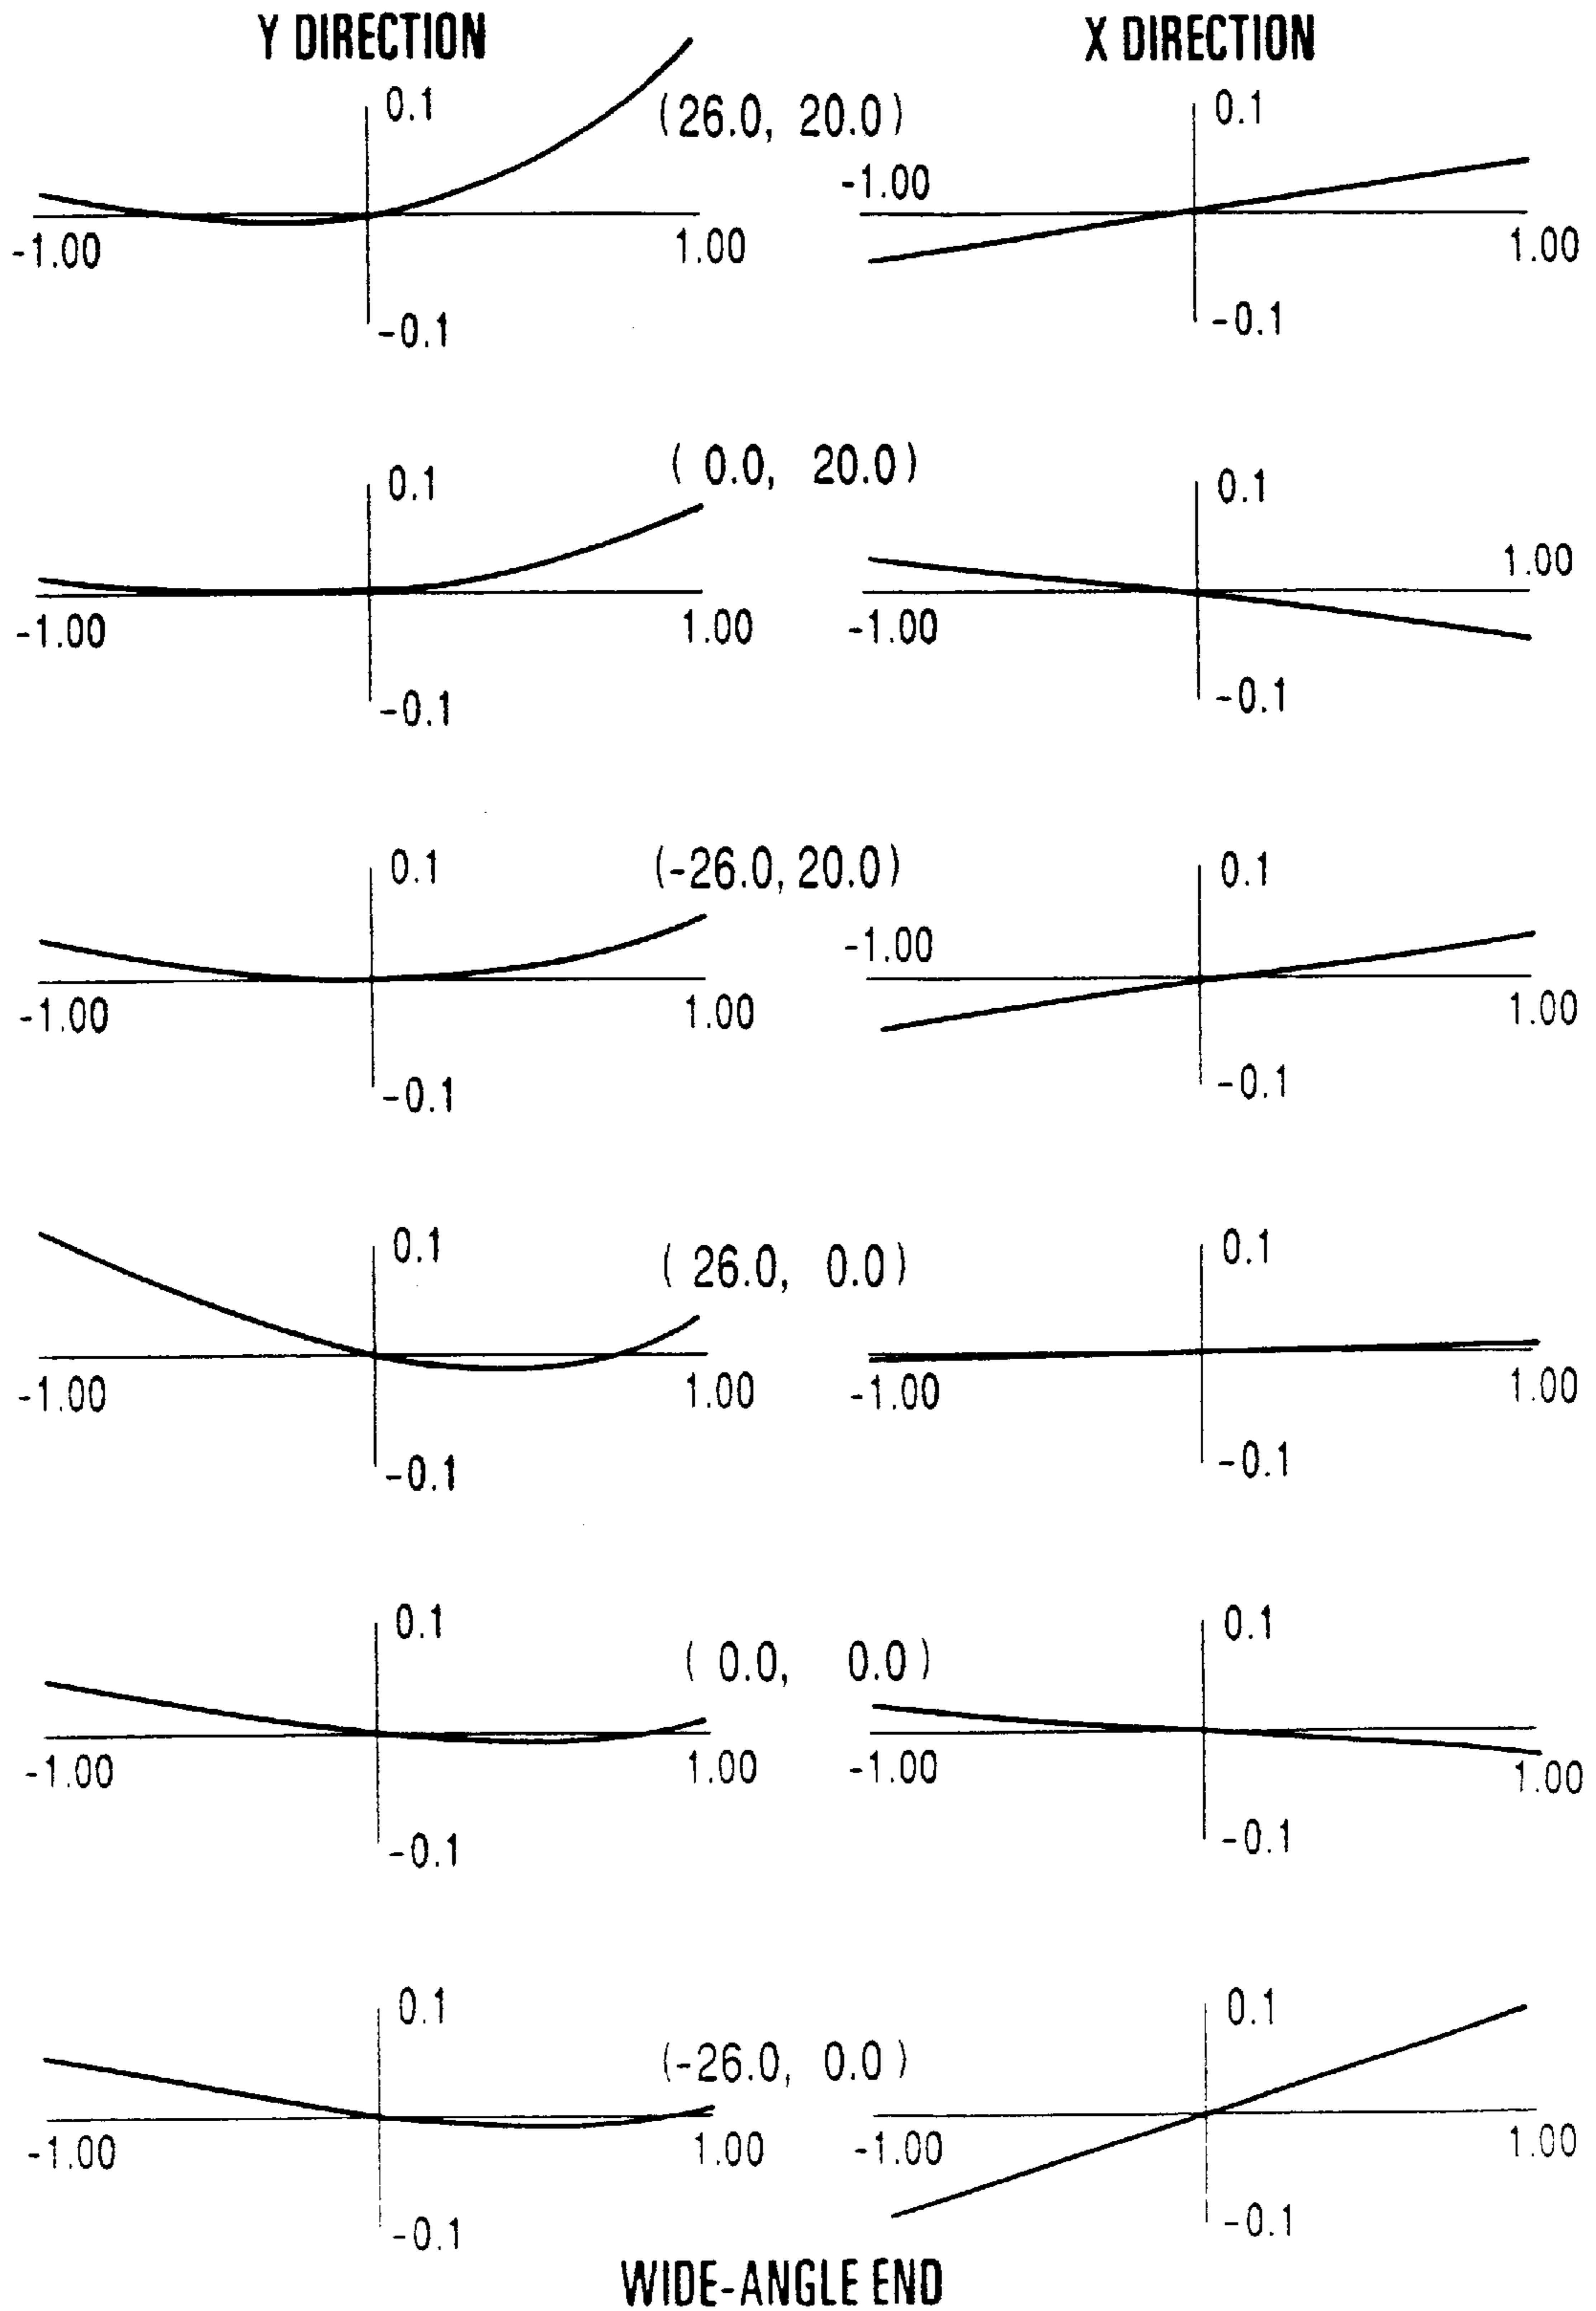 Y DIRECTION X DIRECTION
0.1 (26.0, 20.0) 0.1
-1.00
-1.00 1.00 1.00
-0.1 -0.1
0.1 ( 0.0, 20.0) 0.1
1.00
-1.00 1.00 -1.00
-0.1 -0.1
0.1 (-26.0, 20.0) 0.1
-1.00
-1.00 1.00 1.00
-0.1 -0.1
0.1 ( 26.0, 0.0) 0.1
-1.00 1.00 -1.00 1.00
-0.1 -0.1
0.1 ( 0.0, 0.0) 0.1
-1.00 1.00 -1.00 1.00
-0.1 -0.1
0.1 (-26.0, 0.0) 0.1
-1.00 1.00 -1.00 1.00
-0.1 -0.1
WIDE-ANGLE END